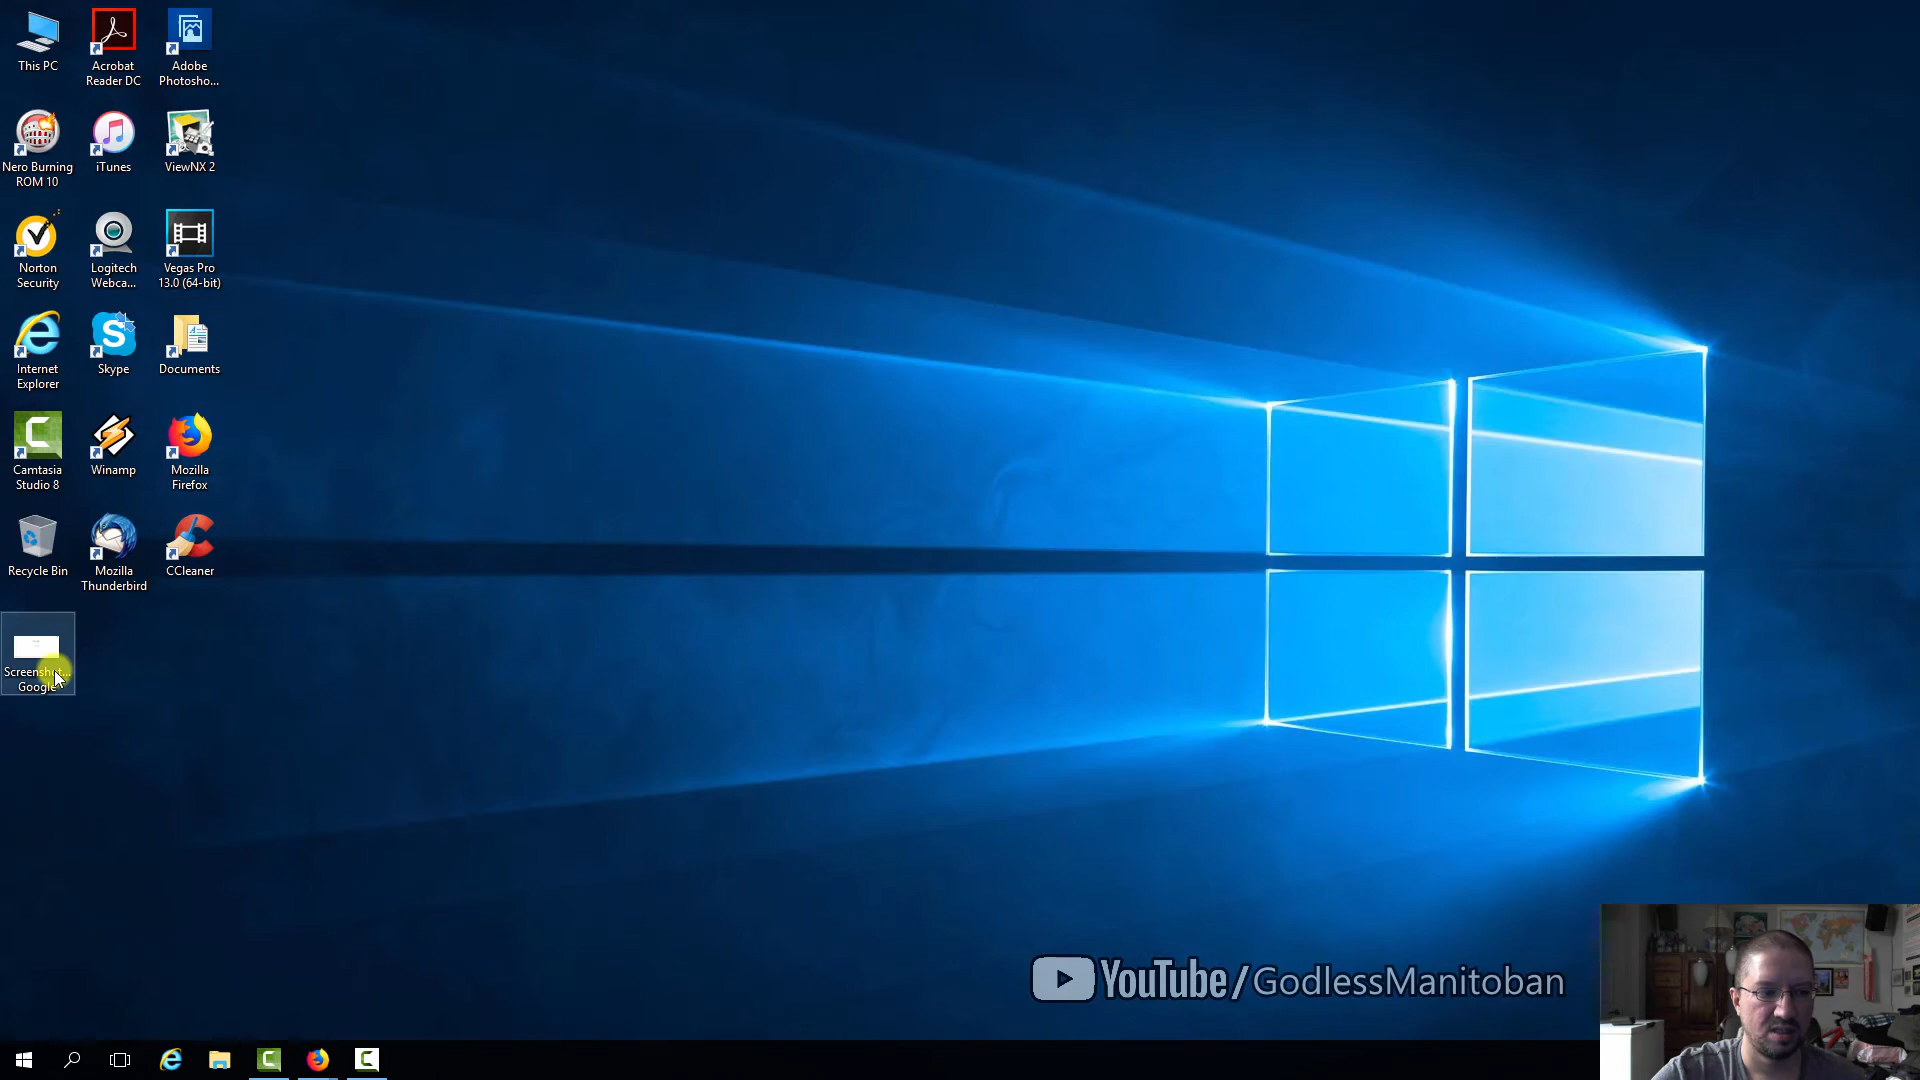 This PC
Acrobat
Reader DC
Adobe
Photosho...
Nero Burning
ROM 10
iTunes
ViewNX 2
Norton
Security
Logitech
Webca...
Vegas Pro
13.0 (64-bit)
Internet
Explorer
Skype
Documents
Camtasia
Studio 8
Winamp
Mozilla
Firefox
Recycle Bin
Mozilla
Thunderbird
CCleaner
Screenshot...
Google
YouTube/GodlessManitoban